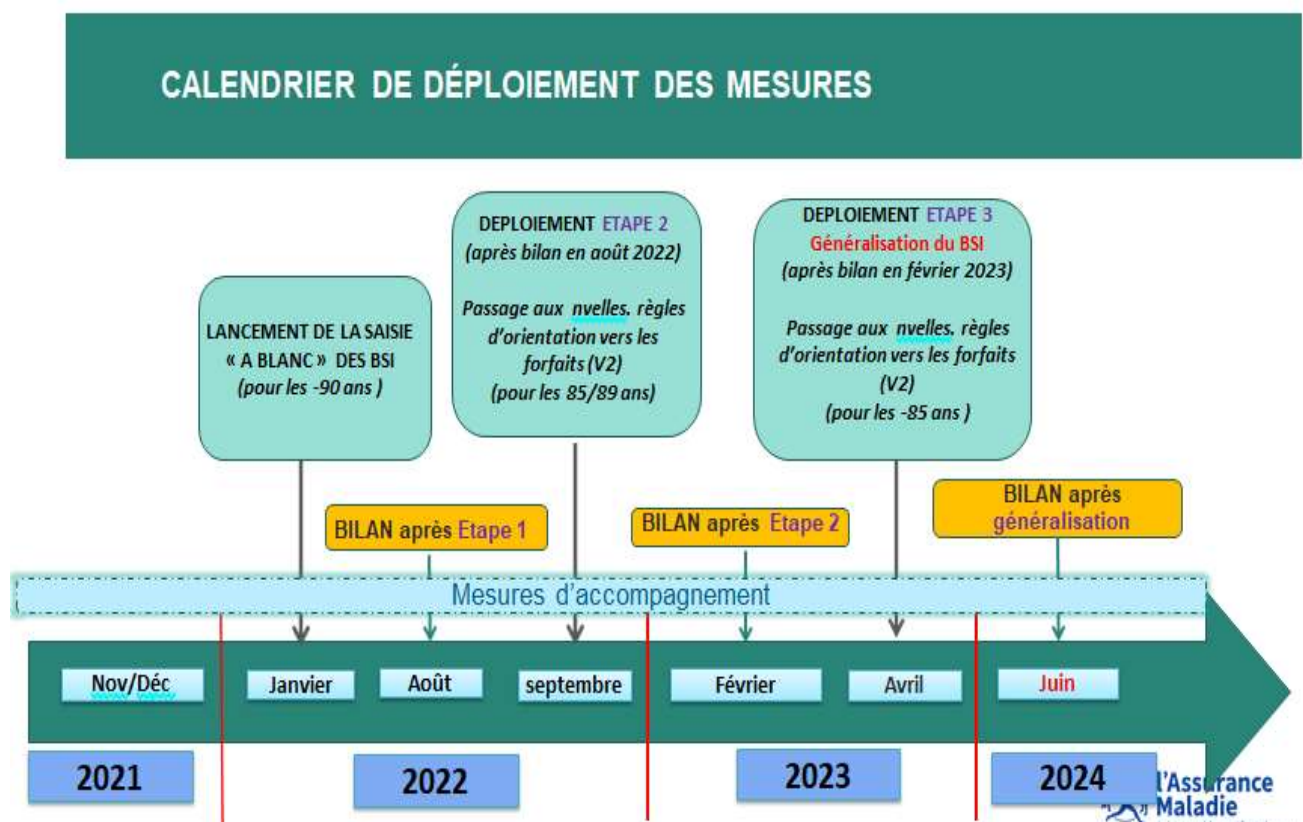 CALENDRIER DE DÉPLOIEMENT DES MESURES
LANCEMENT DE LA SAISIE
« A BLANC » DES BSI
(pour les -90 ans )
DEPLOIEMENT ETAPE 2
(après bilan en août 2022)
Passage aux nvelles. règles
d'orientation vers les
forfaits (V2)
(pour les 85/89 ans)
DEPLOIEMENT ETAPE 3
Généralisation du BSI
(après bilan en février 2023)
Passage aux nvelles. règles
d'orientation vers les forfaits
(V2)
(pour les -85 ans )
BILAN après Etape 1
BILAN après Etape 2
BILAN après
généralisation
Mesures d'accompagnement
Nov/Déc
Janvier
Août
septembre
Février
Avril
Juin
2021
2022
2023
2024
l'Assurance
Maladie